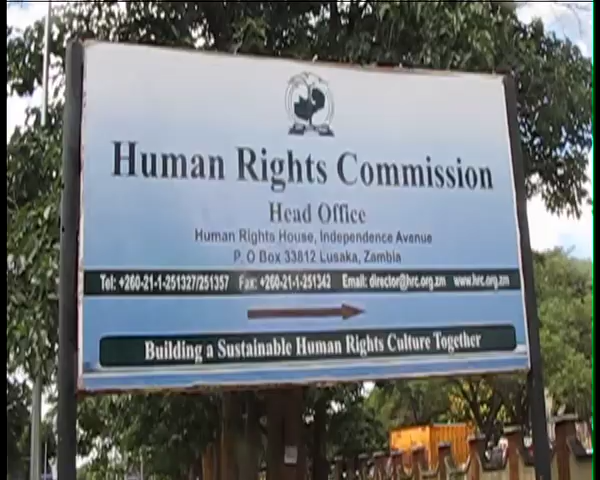 Human Rights Commission
Head Office
Human Rights House, Independence Avenue
P. O Box 33812 Lusaka, Zambia
Tel: +260-21-1-251327/251357 Fax: +260-21-1-251342 Email: director@hrc.org.zm www.hrc.org.zm
Building a Sustainable Human Rights Culture Together